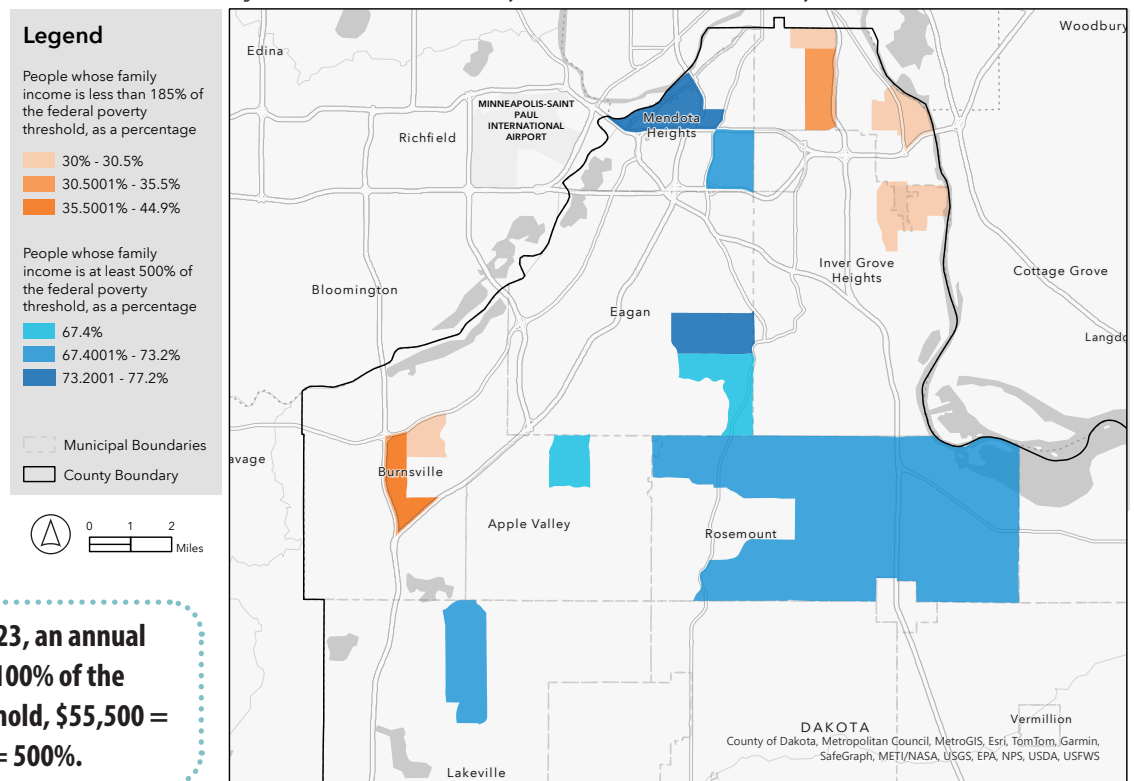 Legend
People whose family
income is less than 185% of
the federal poverty
threshold, as a percentage
30% - 30.5%
30.5001% - 35.5%
35.5001% - 44.9%
People whose family
income is at least 500% of
the federal poverty
threshold, as a percentage
67.4%
67.4001% - 73.2%
73.2001 - 77.2%
Municipal Boundaries
County Boundary
0 1 2
Miles
23, an annual
100% of the
hold, $55,500 =
= 500%.
Woodbury
Edina
MINNEAPOLIS-SAINT
PAUL
INTERNATIONAL
AIRPORT
Richfield
Mendota
Heights
Inver Grove
Heights
Cottage Grove
Bloomington
Eagan
Langdo
avage
Burnsville
Apple Valley
Rosemount
DAKOTA
Vermillion
County of Dakota, Metropolitan Council, MetroGIS, Esri, TomTom, Garmin,
SafeGraph, METI/NASA, USGS, EPA, NPS, USDA, USFWS
Lakeville